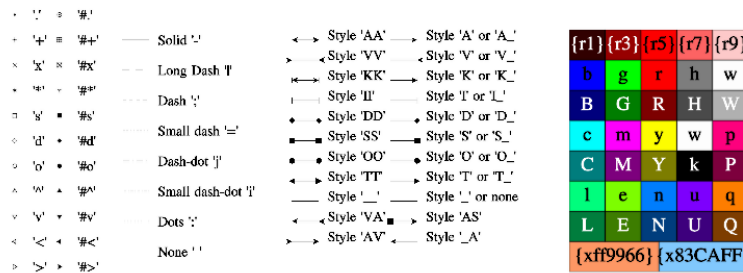 '.' '#.'
'+' '#+'
'x' '#x'
'*' '#*'
's' '#s'
'd' '#d'
'o' '#o'
'^' '#^'
'v' '#v'
'<' '#<'
'>' '#>'
Solid '-'
Long Dash '|'
Dash ';'
Small dash '='
Dash-dot 'j'
Small dash-dot 'i'
Dots ':'
None ' '
Style 'AA' Style 'A' or 'A_'
Style 'VV' Style 'V' or 'V_'
Style 'KK' Style 'K' or 'K_'
Style 'II' Style 'I' or 'I_'
Style 'DD' Style 'D' or 'D_'
Style 'SS' Style 'S' or 'S_'
Style 'OO' Style 'O' or 'O_'
Style 'TT' Style 'T' or 'T_'
Style '__' Style '_' or none
Style 'VA' Style 'AS'
Style 'AV' Style '_A'
{r1} {r3} {r5} {r7} {r9}
b g r h w
B G R H W
c m y w p
C M Y k P
l e n u q
L E N U Q
{xff9966} {x83CAFF}